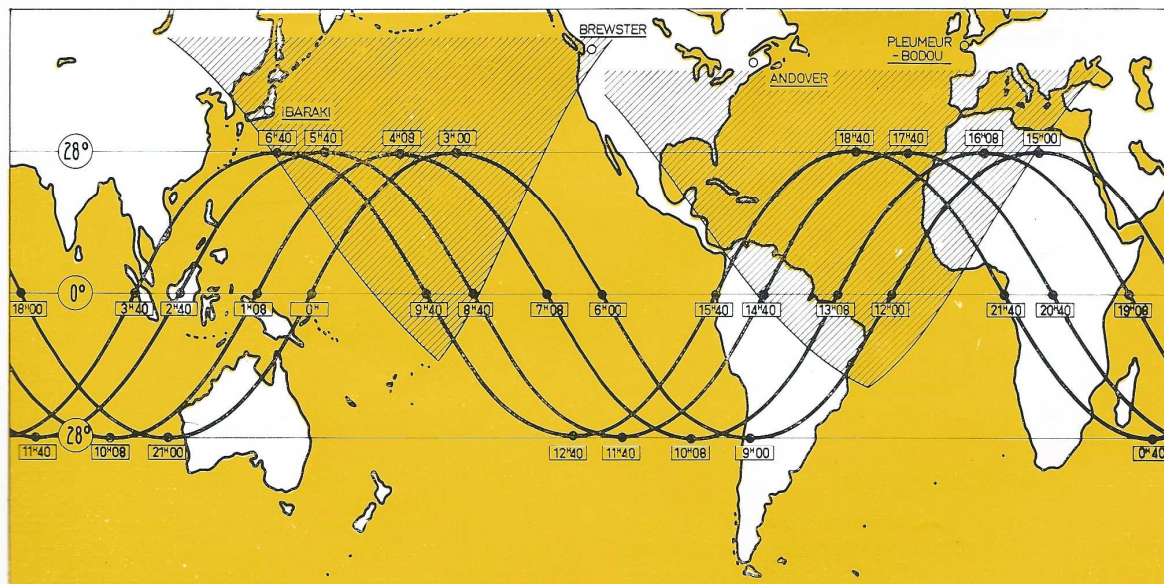 BREWSTER
PLEUMEUR
-BODOU
ANDOVER
IBARAKI
6H40 5H40 4H08 3H00
18H40 17H40 16H08 15H00
28°
0°
18H00 3H40 2H40 1H08 0H 9H40 8H40 7H08 6H00 15H40 14H40 13H08 12H00 21H40 20H40 19H08
28°
11H40 10H08 21H00 12H40 11H40 10H08 9H00 0H40